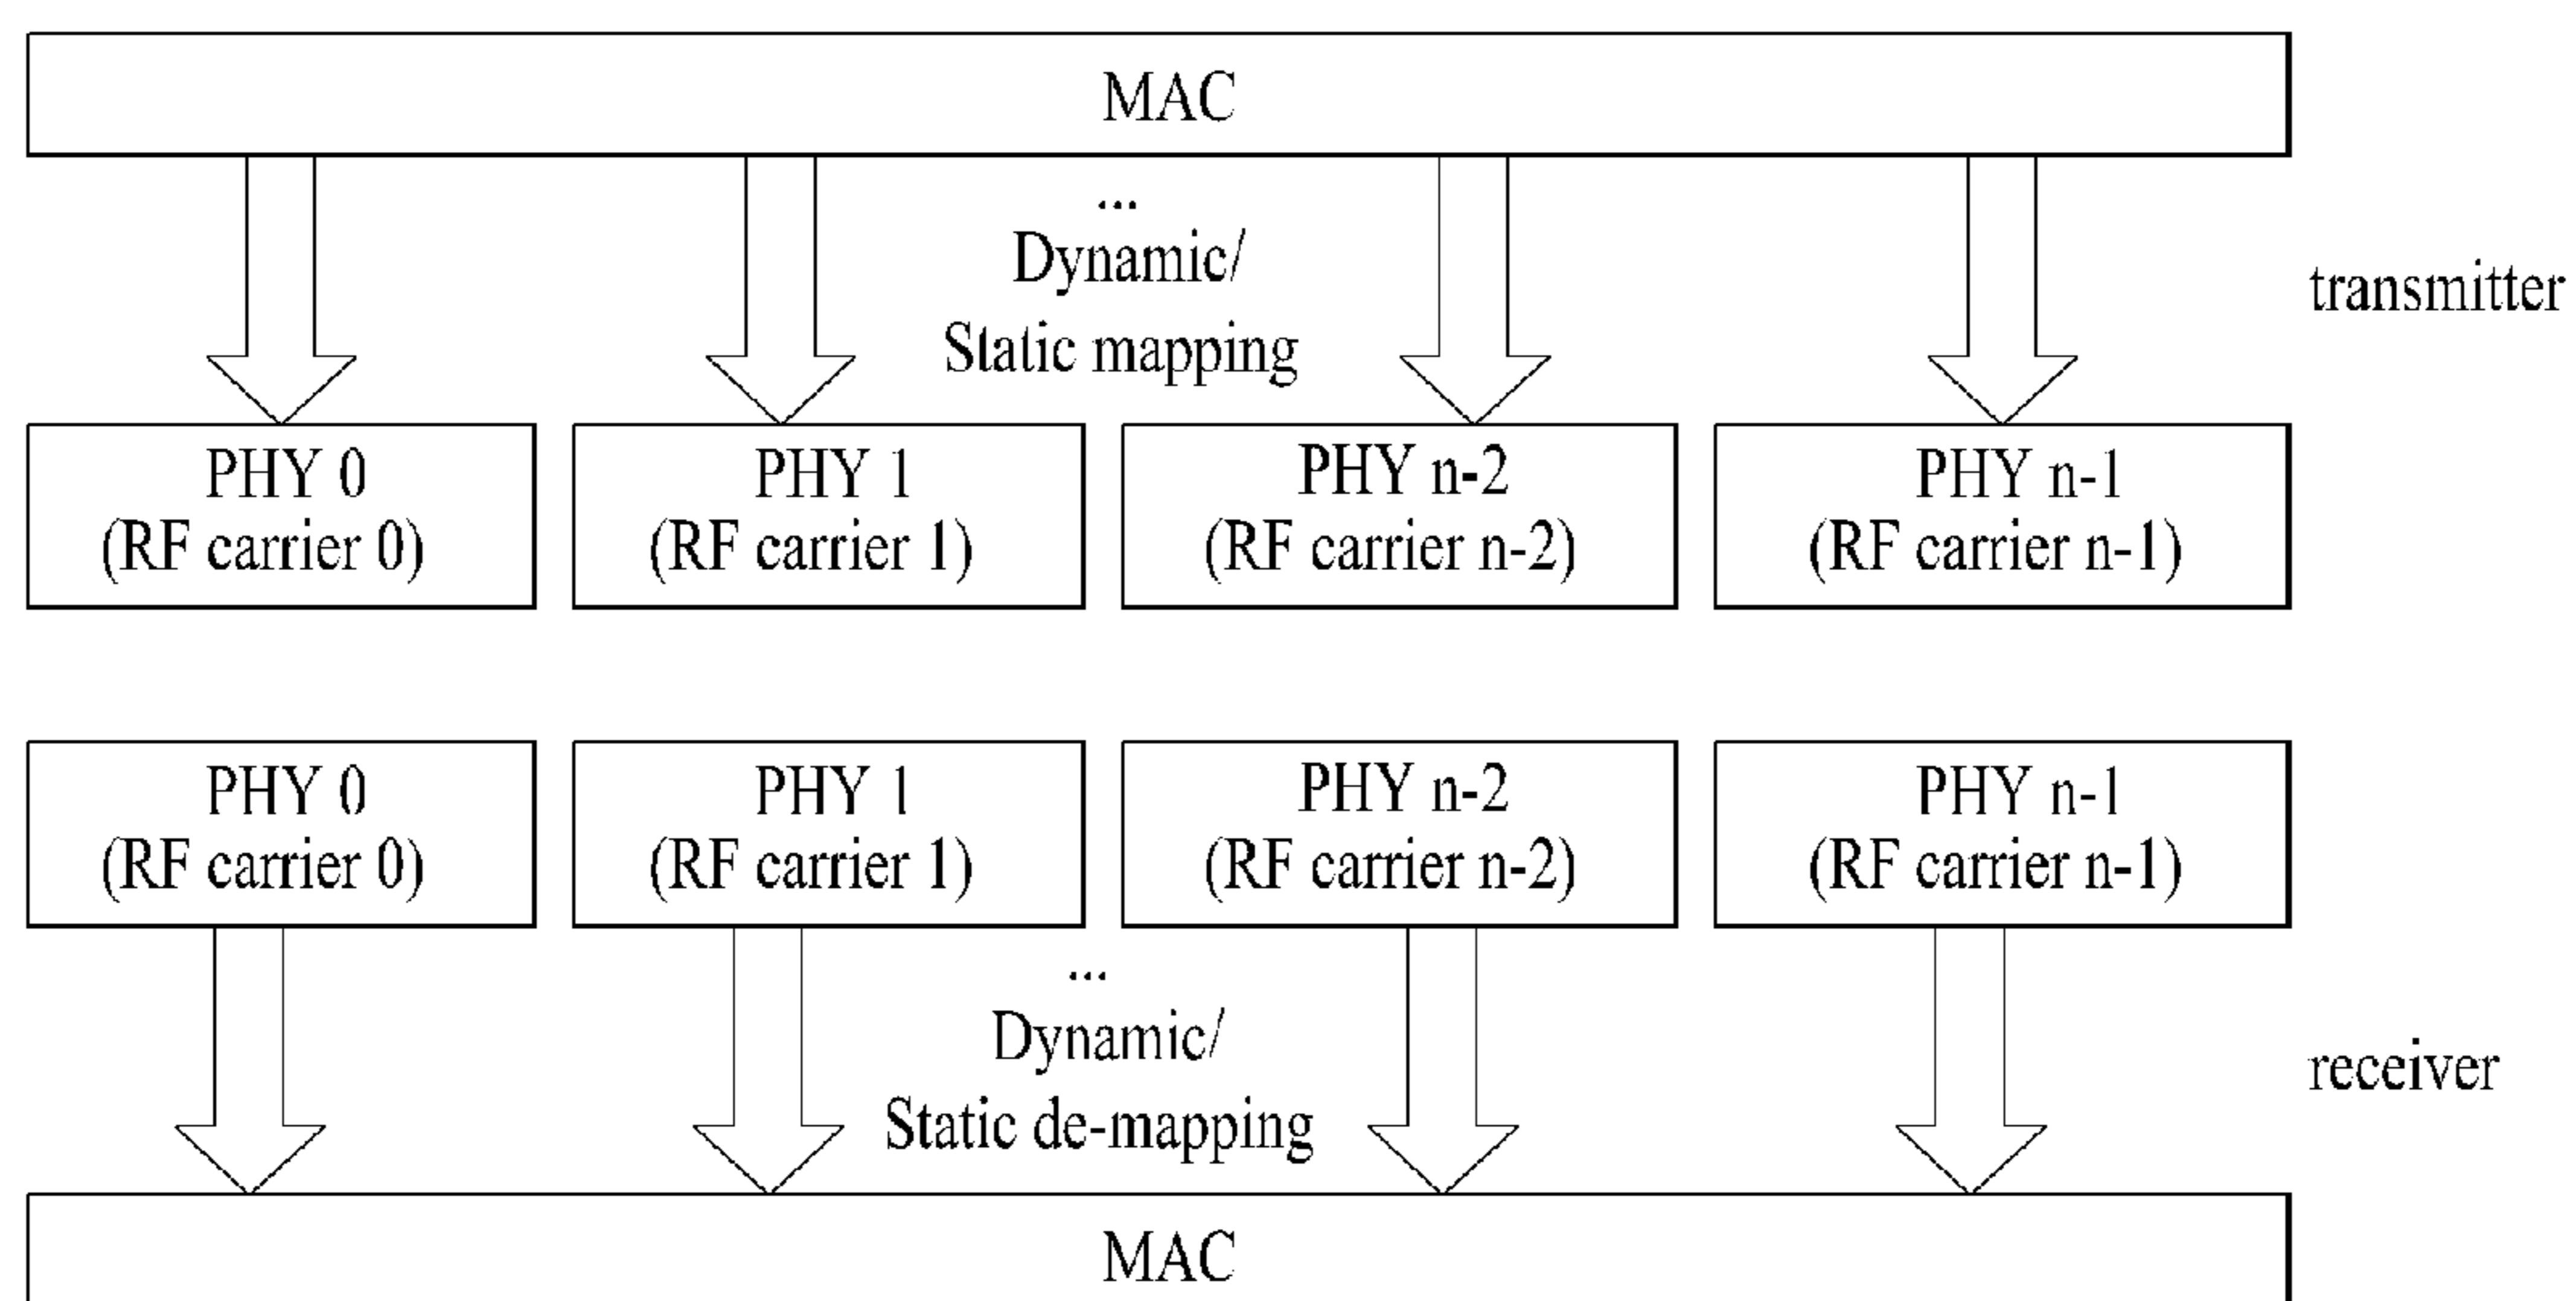 MAC
...
Dynamic/
Static mapping
transmitter
PHY 0
(RF carrier 0)
PHY 1
(RF carrier 1)
PHY n-2
(RF carrier n-2)
PHY n-1
(RF carrier n-1)
PHY 0
(RF carrier 0)
PHY 1
(RF carrier 1)
PHY n-2
(RF carrier n-2)
PHY n-1
(RF carrier n-1)
...
Dynamic/
Static de-mapping
receiver
MAC